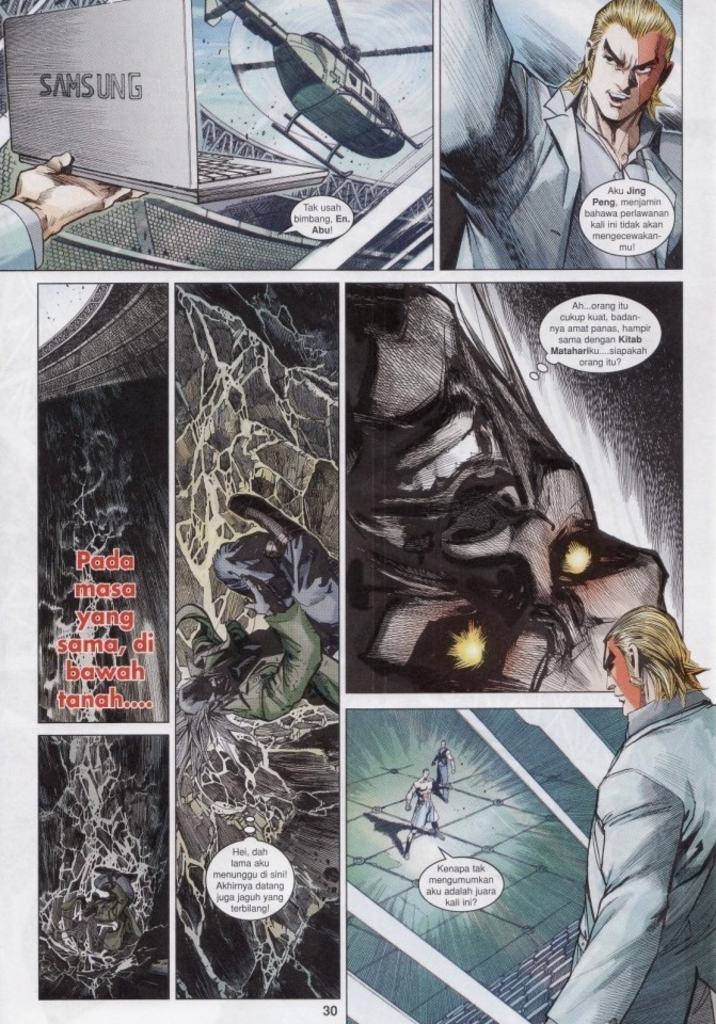 SAMSUNG
Tak usah
bimbang, En.
Abu!
Aku Jing
Peng, menjamin
bahawa perlawanan
kali ini tidak akan
mengecewakan-
mu!
Pada
masa
yang
sama, di
bawah
tanah....
Hei, dah
lama aku
menunggu di sini!
Akhirnya datang
juga jaguh yang
terbilang!
Ah...orang itu
cukup kuat, badan-
nya amat panas, hampir
sama dengan Kitab
Matahariku....siapakah
orang itu?
Kenapa tak
mengumumkan
aku adalah juara
kali ini?
30